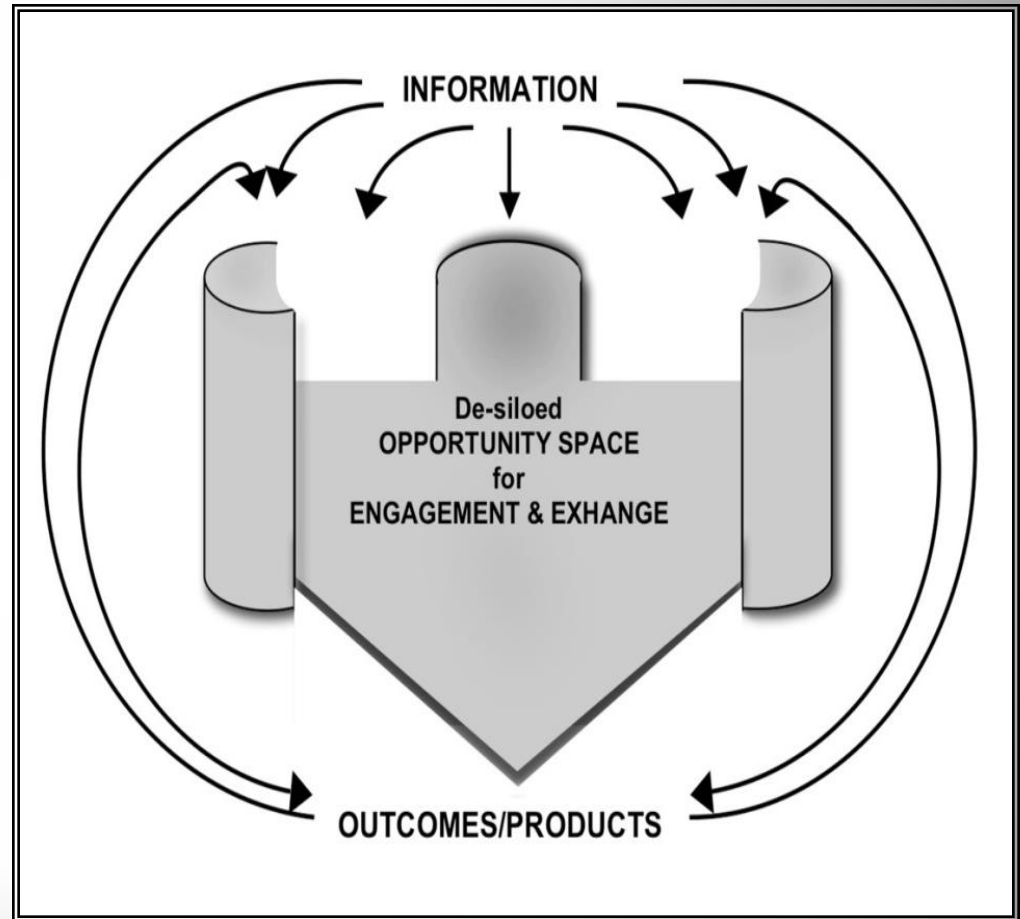 INFORMATION
De-siloed
OPPORTUNITY SPACE
for
ENGAGEMENT & EXHANGE
OUTCOMES/PRODUCTS